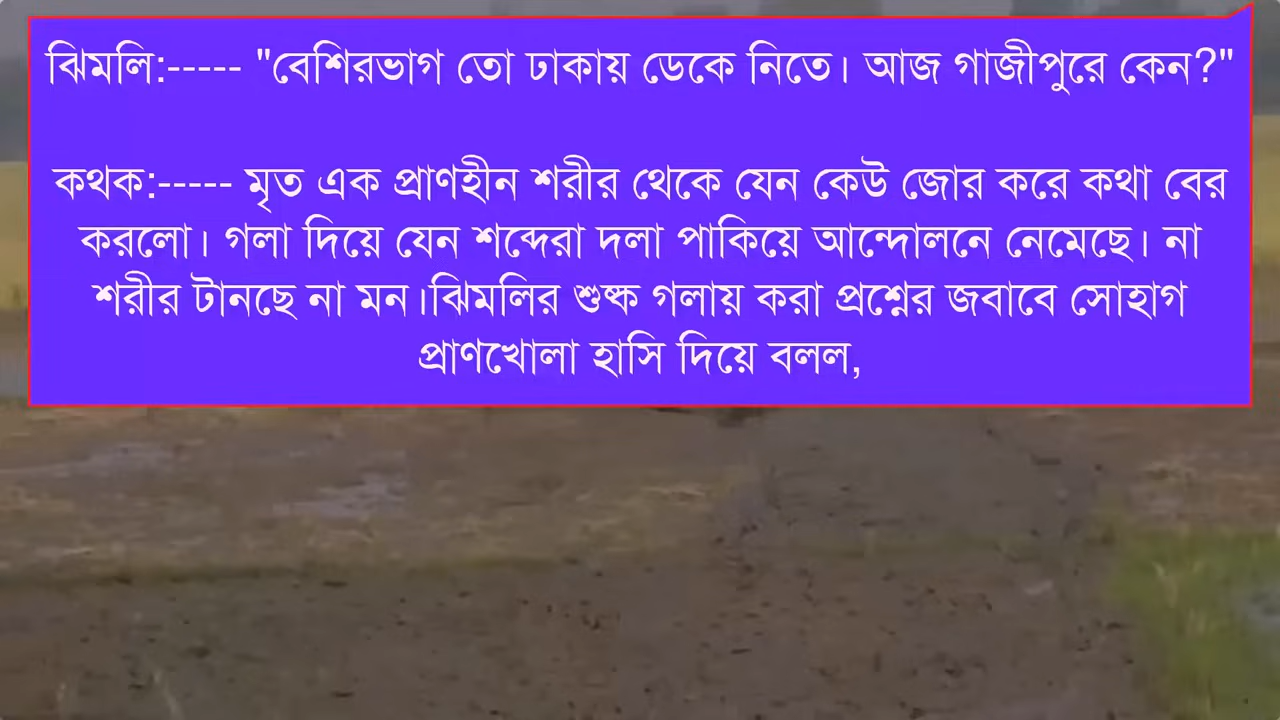 ঝিমলি:----- "বেশিরভাগ তো ঢাকায় ডেকে নিতে। আজ গাজীপুরে কেন?"
কথক:----- মৃত এক প্রাণহীন শরীর থেকে যেন কেউ জোর করে কথা বের
করলো। গলা দিয়ে যেন শব্দেরা দলা পাকিয়ে আন্দোলনে নেমেছে। না
শরীর টানছে না মন।ঝিমলির শুষ্ক গলায় করা প্রশ্নের জবাবে সোহাগ
প্রাণখোলা হাসি দিয়ে বলল,